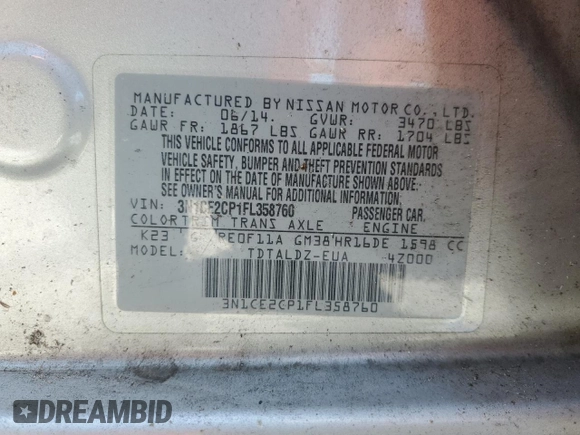 MANUFACTURED BY NISSAN MOTOR CO., LTD.
DATE: 06/14. GVWR: 3470 LBS
GAWR FR: 1867 LBS GAWR RR: 1704 LBS
THIS VEHICLE CONFORMS TO ALL APPLICABLE FEDERAL MOTOR
VEHICLE SAFETY, BUMPER AND THEFT PREVENTION STANDARDS
IN EFFECT ON THE DATE OF MANUFACTURE SHOWN ABOVE.
SEE OWNER'S MANUAL FOR ADDITIONAL INFORMATION.
VIN: 3N1CE2CP1FL358760 PASSENGER CAR.
COLOR TRIM TRANS AXLE ENGINE
K23 RE0F11A GM38 HR16DE 1598 CC
TDTALDZ-EUA 4Z000
3N1CE2CP1FL358760
DREAMBID